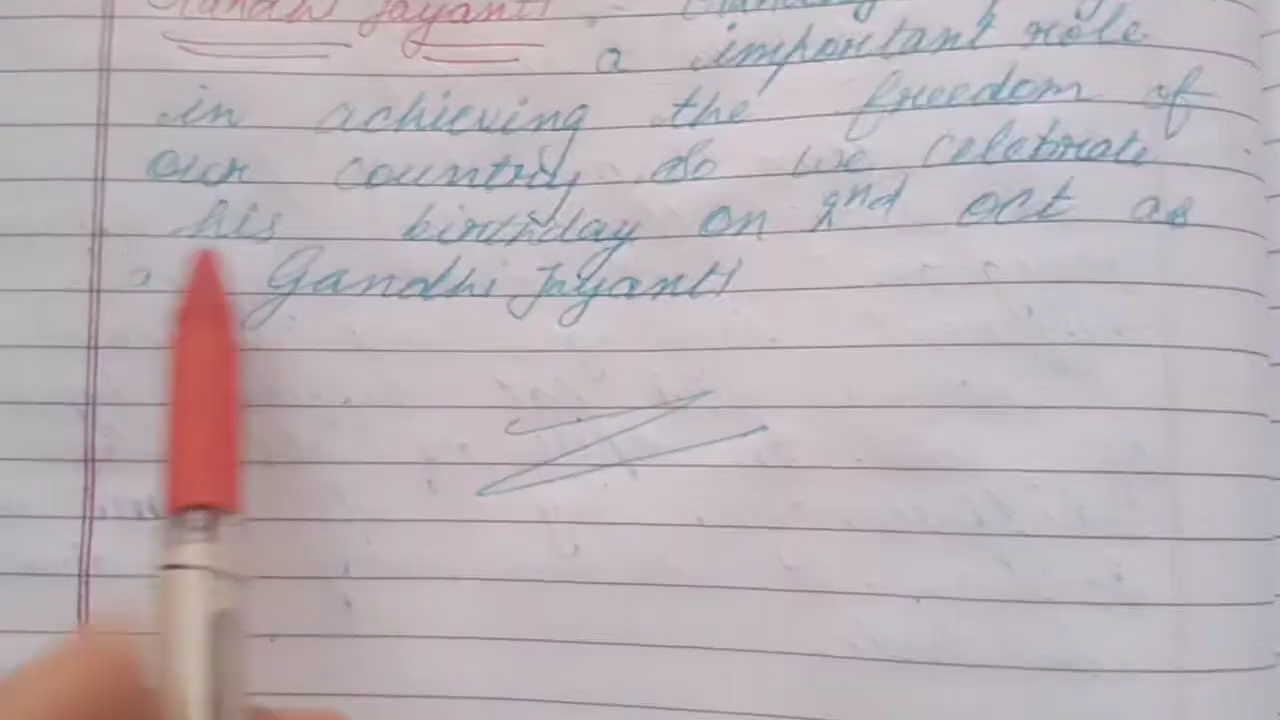 Gandhi Jayanti :-
a important role
in achieving the freedom of
our country. So we celebrate
his birthday on 2nd Oct as
Gandhi Jayanti